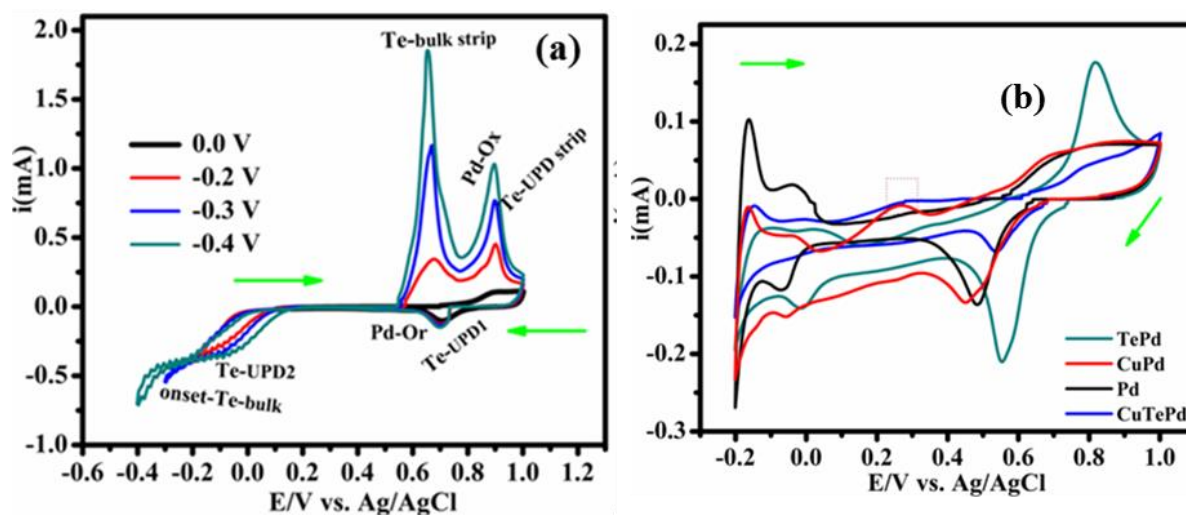 (a)
Te-bulk strip
Pd-Ox
Te-UPD strip
0.0 V
-0.2 V
-0.3 V
-0.4 V
Pd-Or
Te-UPD1
Te-UPD2
onset-Te-bulk
i(mA)
2.0
1.5
1.0
0.5
0.0
-0.5
-1.0
-0.6 -0.4 -0.2 0.0 0.2 0.4 0.6 0.8 1.0 1.2
E/V vs. Ag/AgCl
(b)
i(mA)
0.2
0.1
0.0
-0.1
-0.2
-0.3
TePd
CuPd
Pd
CuTePd
-0.2 0.0 0.2 0.4 0.6 0.8 1.0
E/V vs. Ag/AgCl